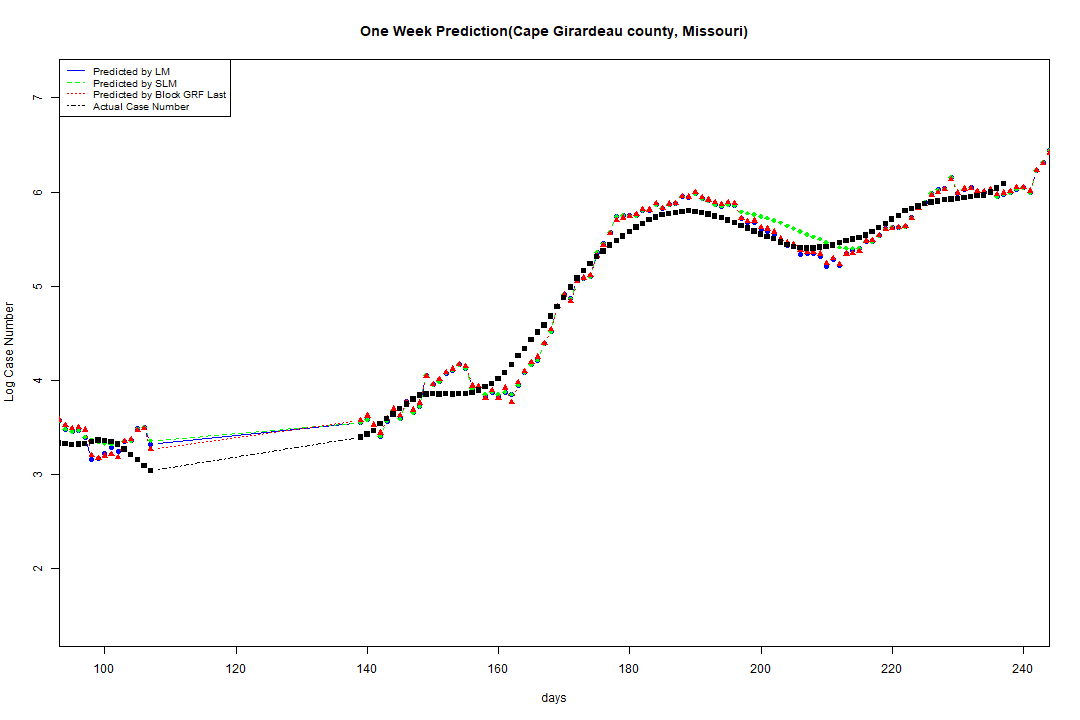 One Week Prediction(Cape Girardeau county, Missouri)
Predicted by LM
Predicted by SLM
Predicted by Block GRF Last
Actual Case Number
7
6
5
4
3
2
Log Case Number
100 120 140 160 180 200 220 240
days